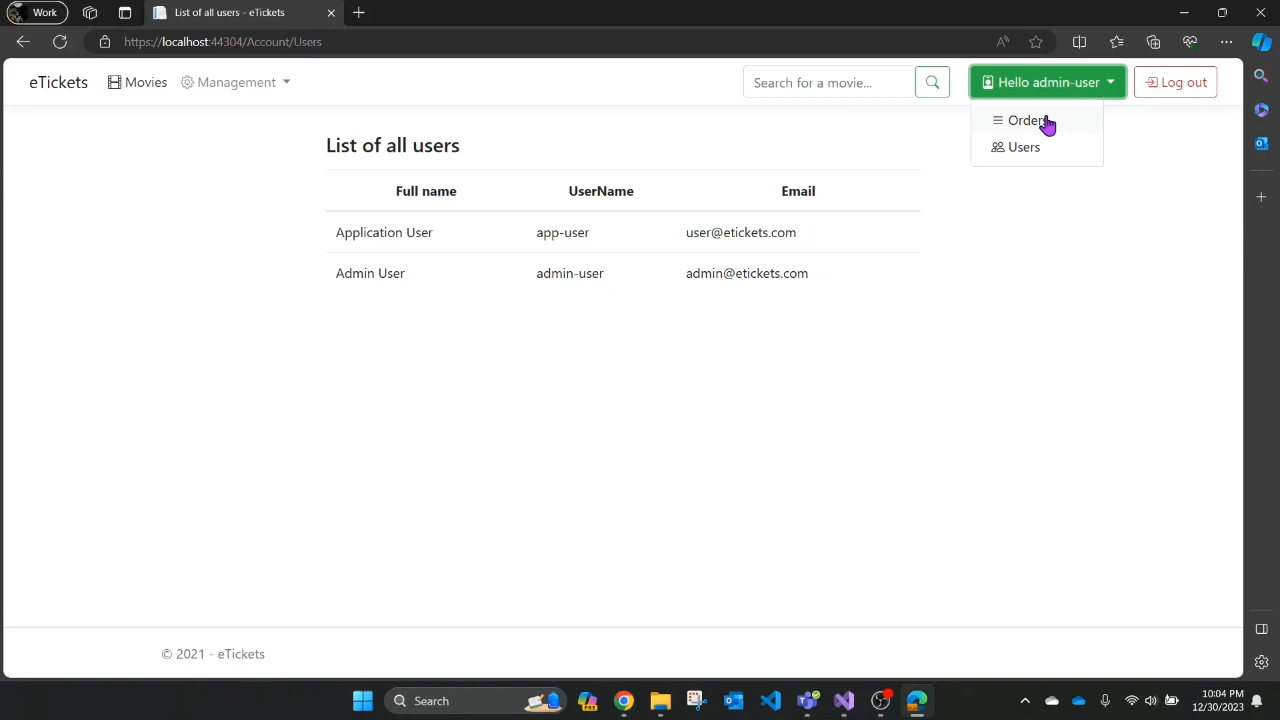 Work
List of all users - eTickets
https://localhost:44304/Account/Users
eTickets
Movies
Management
Search for a movie...
Hello admin-user
Log out
Orders
Users
List of all users
Full name UserName Email
Application User app-user user@etickets.com
Admin User admin-user admin@etickets.com
© 2021 - eTickets
Search
10:04 PM
12/30/2023